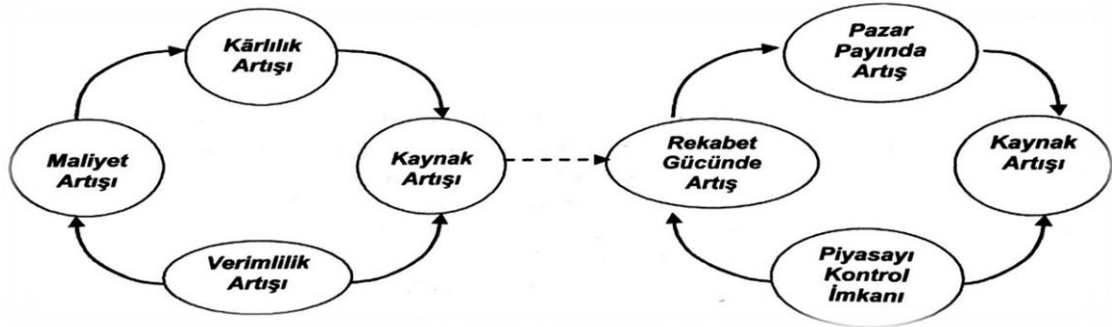 Kârlılık
Artışı
Maliyet
Artışı
Kaynak
Artışı
Verimlilik
Artışı
Pazar
Payında
Artış
Rekabet
Gücünde
Artış
Kaynak
Artışı
Piyasayı
Kontrol
İmkanı